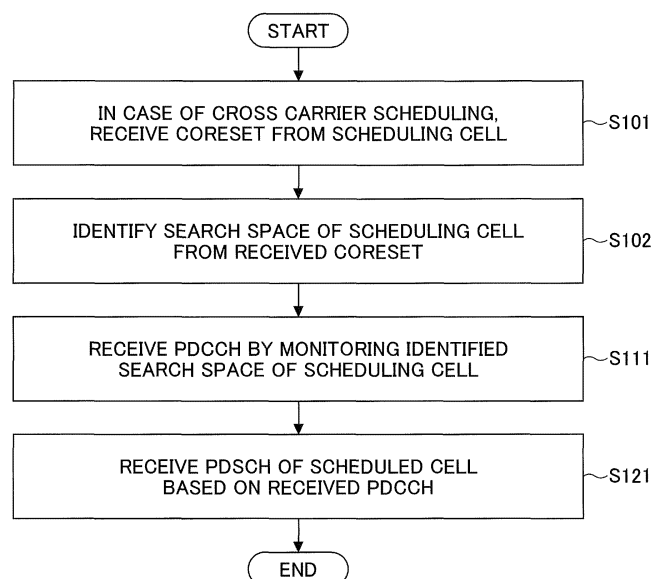 START
IN CASE OF CROSS CARRIER SCHEDULING,
RECEIVE CORESET FROM SCHEDULING CELL
S101
IDENTIFY SEARCH SPACE OF SCHEDULING CELL
FROM RECEIVED CORESET
S102
RECEIVE PDCCH BY MONITORING IDENTIFIED
SEARCH SPACE OF SCHEDULING CELL
S111
RECEIVE PDSCH OF SCHEDULED CELL
BASED ON RECEIVED PDCCH
S121
END